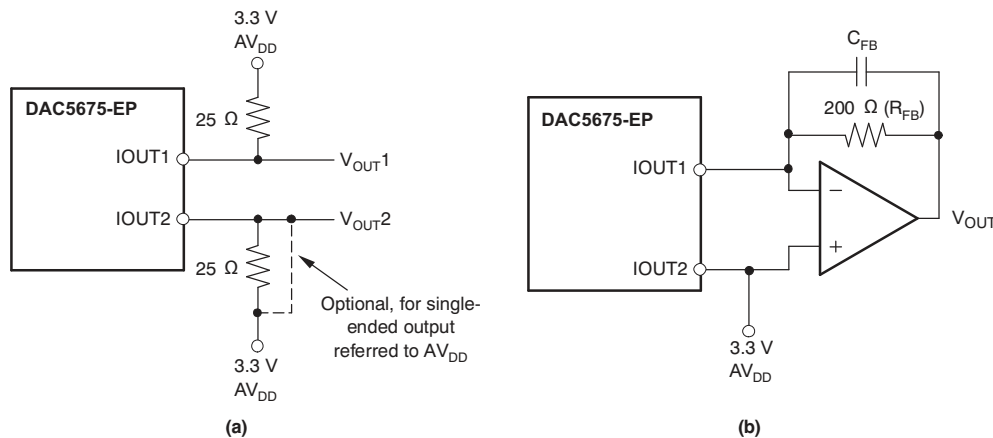 3.3 V
AV_DD
DAC5675-EP
25 Ω
IOUT1
V_OUT1
IOUT2
V_OUT2
25 Ω
Optional, for single-
ended output
referred to AV_DD
3.3 V
AV_DD
(a)
C_FB
200 Ω (R_FB)
DAC5675-EP
IOUT1
−
+
V_OUT
IOUT2
3.3 V
AV_DD
(b)